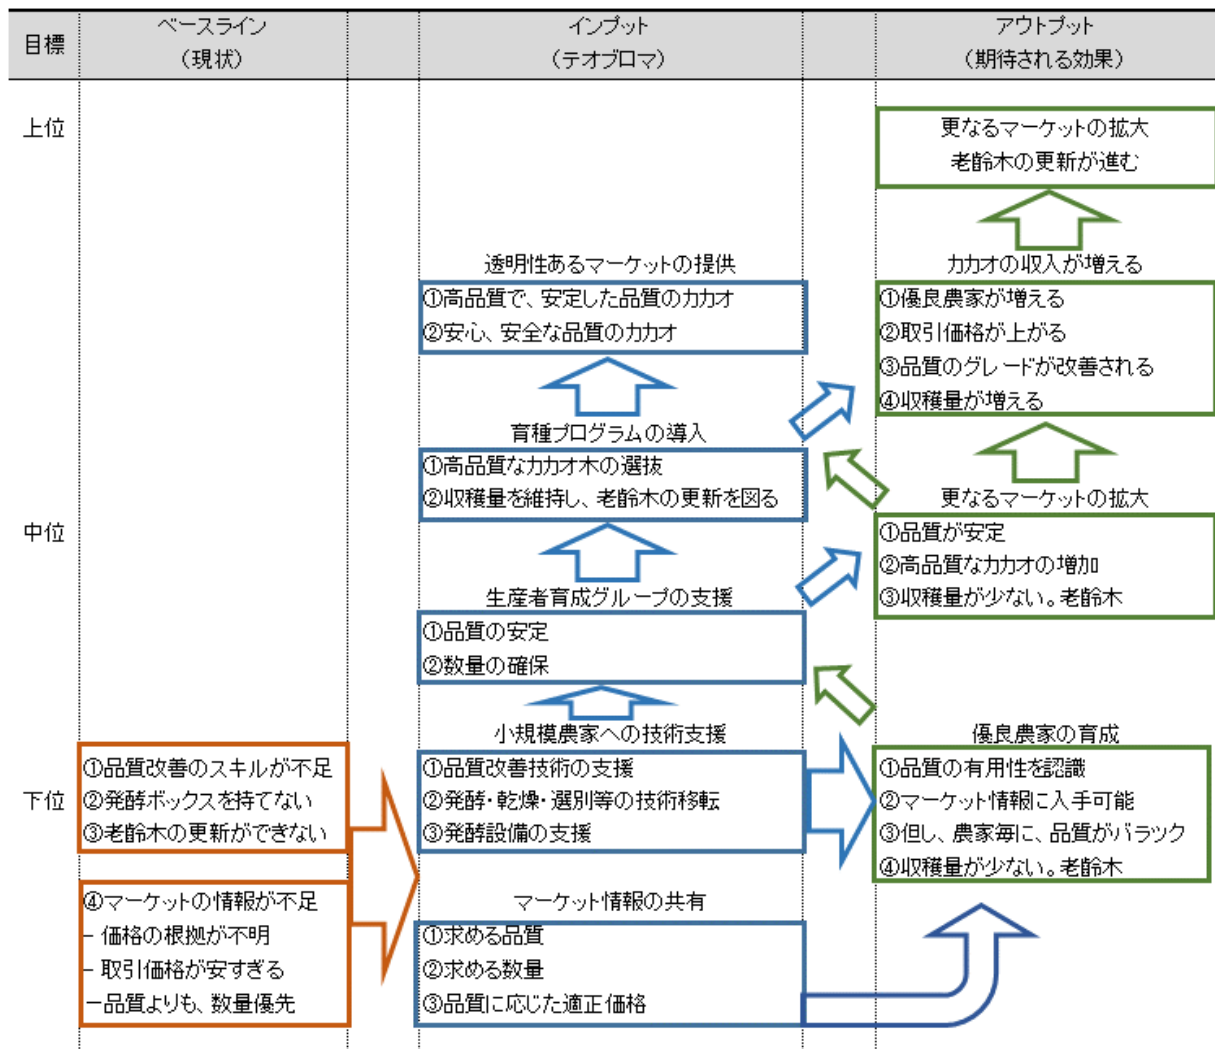 目標
ベースライン
（現状）
インプット
（テオブロマ）
アウトプット
（期待される効果）
上位
更なるマーケットの拡大
老齢木の更新が進む
透明性あるマーケットの提供
①高品質で、安定した品質のカカオ
②安心、安全な品質のカカオ
カカオの収入が増える
①優良農家が増える
②取引価格が上がる
③品質のグレードが改善される
④収穫量が増える
中位
育種プログラムの導入
①高品質なカカオ木の選抜
②収穫量を維持し、老齢木の更新を図る
更なるマーケットの拡大
①品質が安定
②高品質なカカオの増加
③収穫量が少ない。老齢木
生産者育成グループの支援
①品質の安定
②数量の確保
下位
①品質改善のスキルが不足
②発酵ボックスを持てない
③老齢木の更新ができない
④マーケットの情報が不足
－ 価格の根拠が不明
－ 取引価格が安すぎる
－品質よりも、数量優先
小規模農家への技術支援
①品質改善技術の支援
②発酵・乾燥・選別等の技術移転
③発酵設備の支援
マーケット情報の共有
①求める品質
②求める数量
③品質に応じた適正価格
優良農家の育成
①品質の有用性を認識
②マーケット情報に入手可能
③但し、農家毎に、品質がバラック
④収穫量が少ない。老齢木